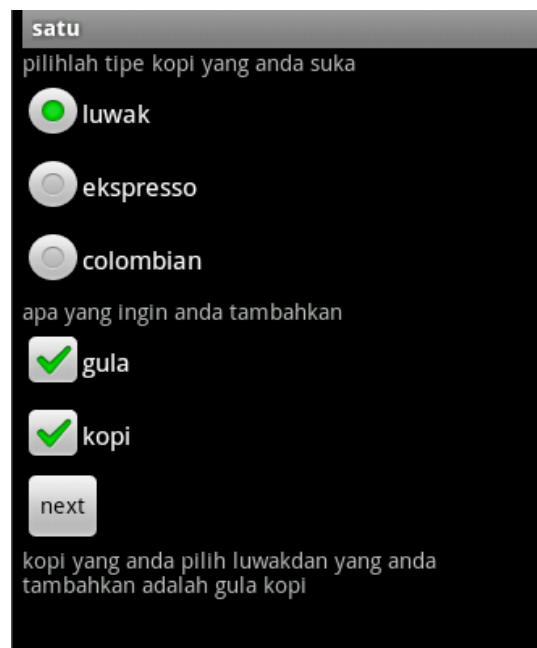 satu
pilihlah tipe kopi yang anda suka
luwak
ekspresso
colombian
apa yang ingin anda tambahkan
gula
kopi
next
kopi yang anda pilih luwakdan yang anda
tambahkan adalah gula kopi